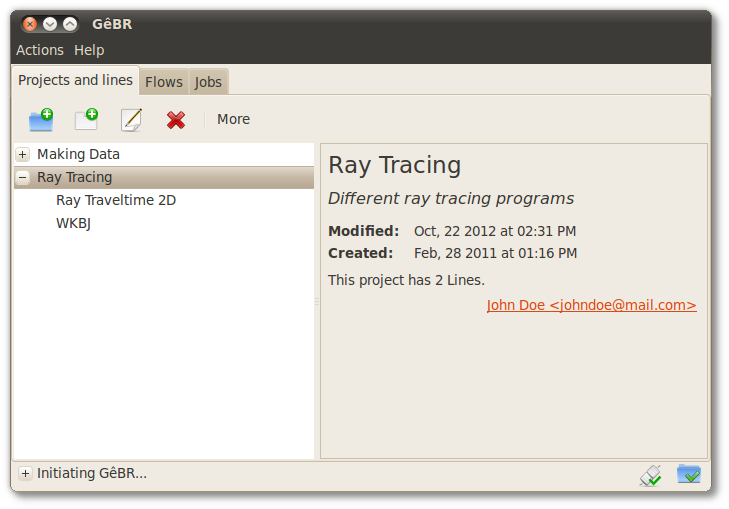 GêBR
Actions Help
Projects and lines Flows Jobs
More
Making Data
Ray Tracing
Ray Traveltime 2D
WKBJ
Ray Tracing
Different ray tracing programs
Modified: Oct, 22 2012 at 02:31 PM
Created: Feb, 28 2011 at 01:16 PM
This project has 2 Lines.
John Doe <johndoe@mail.com>
Initiating GêBR...